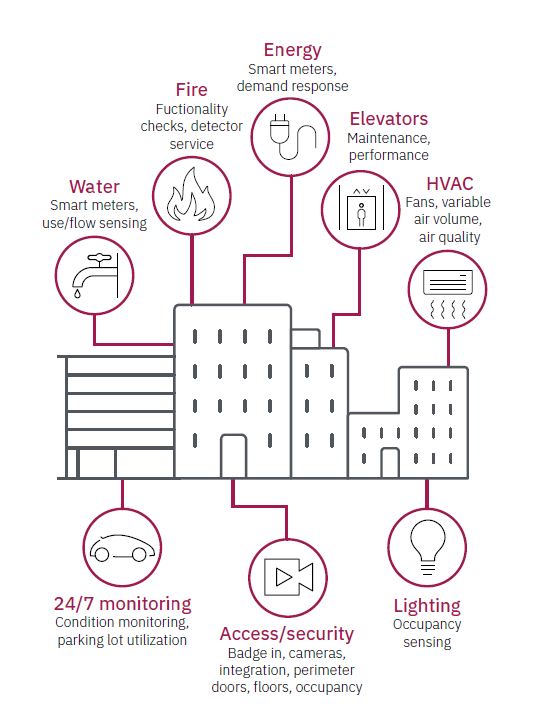 Energy
Smart meters,
demand response
Fire
Fuctionality
checks, detector
service
Elevators
Maintenance,
performance
Water
Smart meters,
use/flow sensing
HVAC
Fans, variable
air volume,
air quality
24/7 monitoring
Condition monitoring,
parking lot utilization
Access/security
Badge in, cameras,
integration, perimeter
doors, floors, occupancy
Lighting
Occupancy
sensing